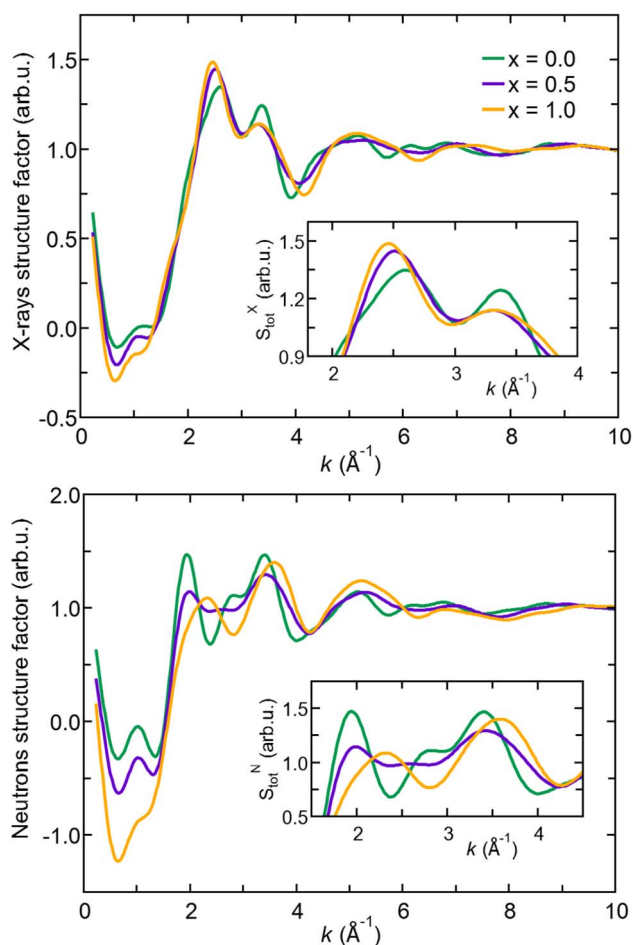 X-rays structure factor (arb.u.)
1.5
1.0
0.5
0.0
-0.5
x = 0.0
x = 0.5
x = 1.0
S_tot^X (arb.u.)
1.5
1.2
0.9
2 3 4
k (Å⁻¹)
0 2 4 6 8 10
k (Å⁻¹)
Neutrons structure factor (arb.u.)
2.0
1.0
0.0
-1.0
S_tot^N (arb.u.)
1.5
1.0
0.5
2 3 4
k (Å⁻¹)
0 2 4 6 8 10
k (Å⁻¹)